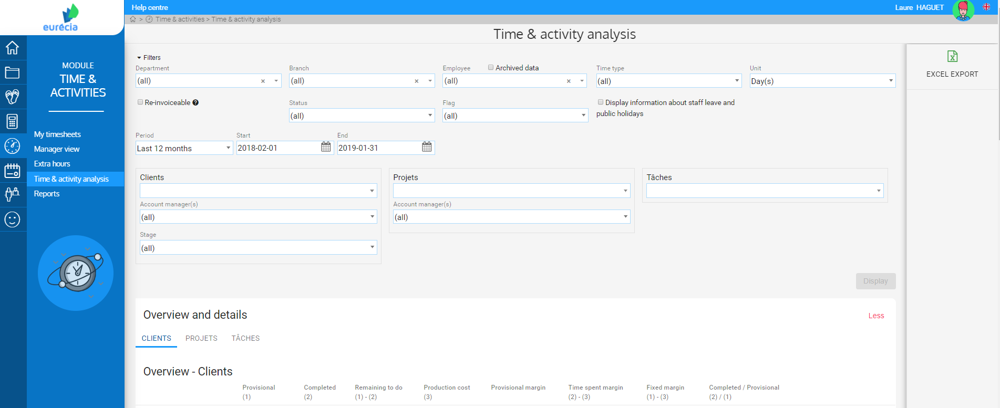 eurécia
Help centre
Laure HAGUET
> Time & activities > Time & activity analysis
Time & activity analysis
MODULE
TIME &
ACTIVITIES
My timesheets
Manager view
Extra hours
Time & activity analysis
Reports
Filters
Department
Branch
Employee
Archived data
Time type
Unit
(all) ×
(all) ×
(all) ×
(all)
Day(s)
EXCEL EXPORT
Re-invoiceable ?
Status
Flag
Display information about staff leave and
public holidays
(all)
(all)
Period
Start
End
Last 12 months
2018-02-01
2019-01-31
Clients
Account manager(s)
(all)
Stage
(all)
Projets
Account manager(s)
(all)
Tâches
Display
Overview and details
Less
CLIENTS PROJETS TÂCHES
Overview - Clients
Provisional Completed Remaining to do Production cost Provisional margin Time spent margin Fixed margin Completed / Provisional
(1) (2) (1) - (2) (3) (2) - (3) (1) - (3) (2) / (1)